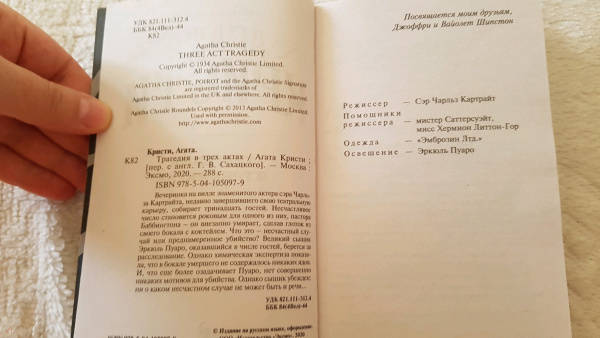 УДК 821.111-312.4
ББК 84(4Вел)-44
К82
Agatha Christie
THREE ACT TRAGEDY
Copyright © 1934 Agatha Christie Limited.
All rights reserved.
AGATHA CHRISTIE, POIROT and the Agatha Christie Signature
are registered trademarks of
Agatha Christie Limited in the UK and elsewhere. All rights reserved.
Agatha Christie Roundels Copyright © 2013 Agatha Christie Limited.
Used with permission.
http://www.agathachristie.com
Кристи, Агата.
К82 Трагедия в трех актах / Агата Кристи ;
[пер. с англ. Г. В. Сахацкого]. — Москва :
Эксмо, 2020. — 288 с.
ISBN 978-5-04-105097-9
Вечеринка на вилле знаменитого актера сэра Чарль-
за Картрайта, недавно завершившего свою театральную
карьеру, собирает тринадцать гостей. Несчастливое
число становится роковым для одного из них, пастора
Баббингтона — он внезапно умирает, сделав глоток из
своего бокала с коктейлем. Что это — несчастный случай
или преднамеренное убийство? Великий сыщик
Эркюль Пуаро, оказавшийся в числе гостей, берется за
расследование. Однако химическая экспертиза показа-
ла, что в бокале умершего не содержалось никаких ядов.
И, что еще более озадачивает Пуаро, нет совершенно
никаких мотивов для убийства. Однако сыщик убежден:
ни о каком несчастном случае не может быть и речи...
УДК 821.111-312.4
ББК 84(4Вел)-44
© Издание на русском языке, оформление.
Посвящается моим друзьям,
Джоффри и Вайолет Шипстон
Режиссер — Сэр Чарльз Картрайт
Помощники
режиссера — мистер Саттерсуэйт,
мисс Хермион Литтон-Гор
Одежда — «Эмброзин Лтд.»
Освещение — Эркюль Пуаро